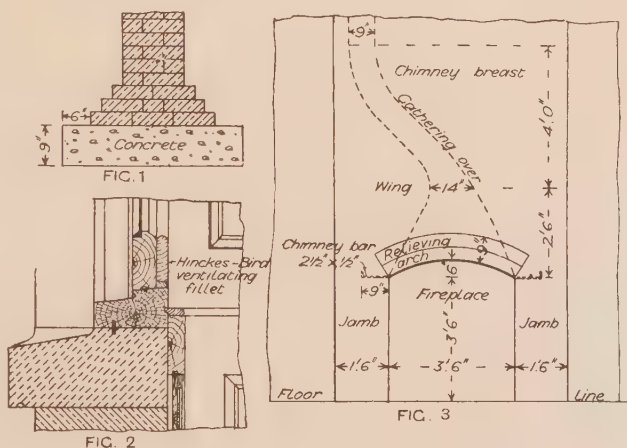 6"
9"
Concrete
FIG. 1
Hinckes-Bird
ventilating
fillet
FIG. 2
9"
Chimney breast
Gathering over
4'0"
Wing
14"
2'6"
Chimney bar
2½" x ½"
Relieving
arch
9"
6"
9"
Fireplace
Jamb
3'6"
Jamb
1'6"
3'6"
1'6"
Floor
Line
FIG. 3